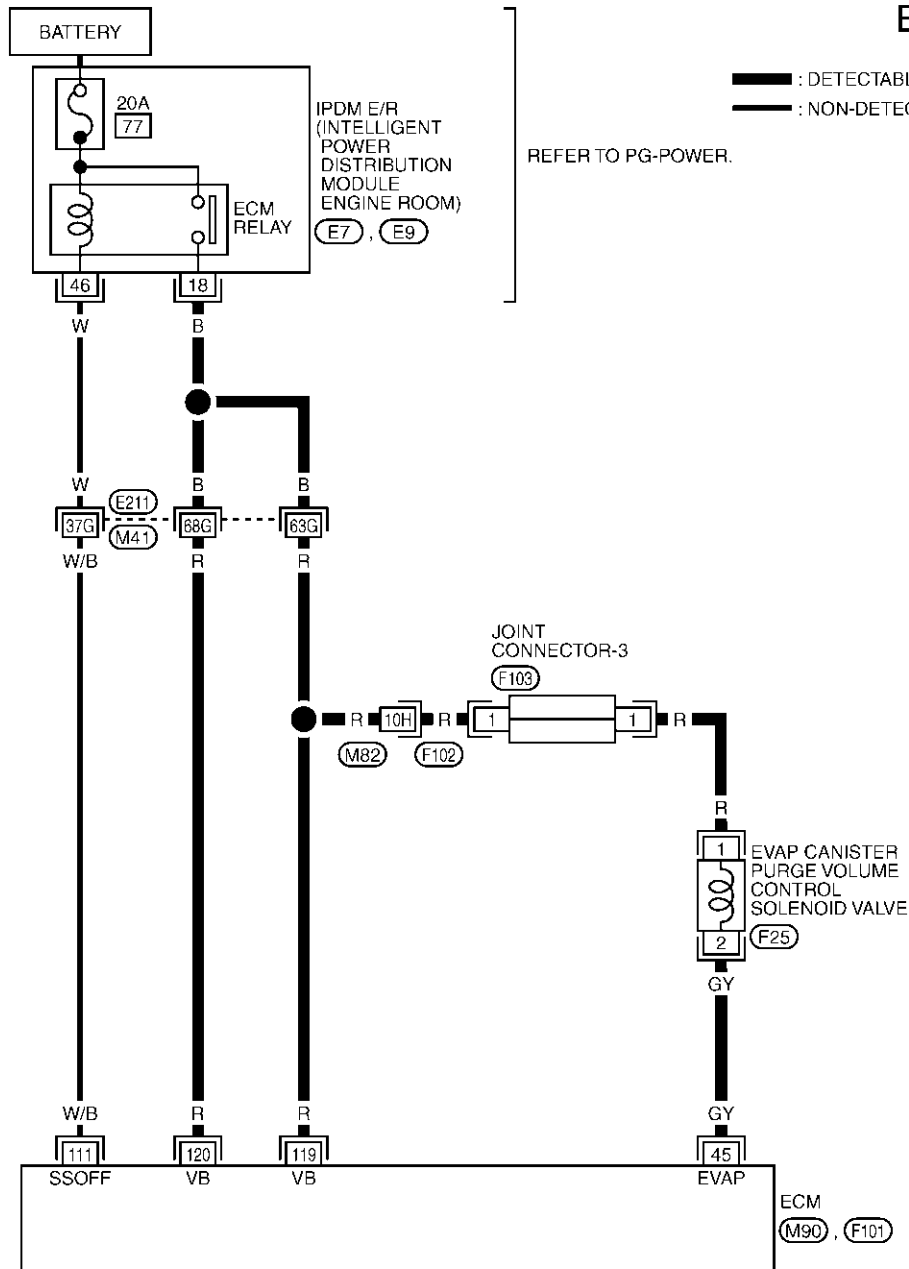 E
BATTERY
: DETECTABL
: NON-DETEC
20A
77
IPDM E/R
(INTELLIGENT
POWER
DISTRIBUTION
MODULE
ENGINE ROOM)
E7 , E9
REFER TO PG-POWER.
ECM
RELAY
46 18
W B
W B B
E211
37G 68G 63G
M41
W/B R R
JOINT
CONNECTOR-3
F103
R 10H R 1 1 R
M82 F102
R
1
EVAP CANISTER
PURGE VOLUME
CONTROL
SOLENOID VALVE
2
F25
GY
W/B R R GY
111 120 119 45
SSOFF VB VB EVAP
ECM
M90 , F101